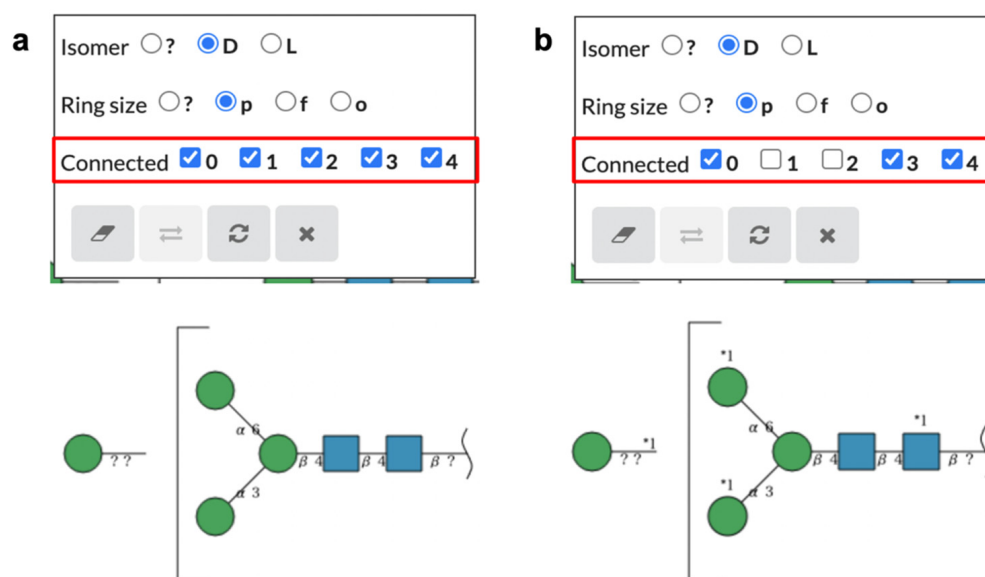 a
Isomer ? D L
Ring size ? p f o
Connected 0 1 2 3 4
α 6
? ?
β 4 β 4 β ?
α 3
b
Isomer ? D L
Ring size ? p f o
Connected 0 1 2 3 4
*1
α 6
*1
*1
? ?
β 4 β 4 β ?
*1
α 3